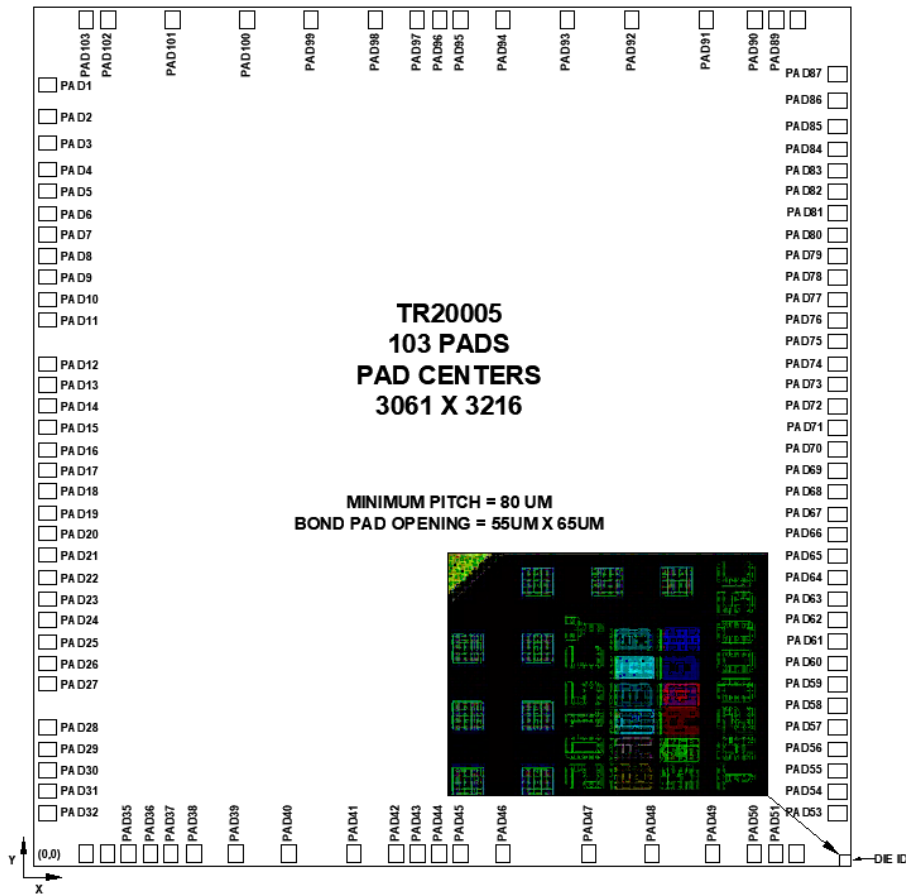 PAD103
PAD102
PAD101
PAD100
PAD99
PAD98
PAD97
PAD96
PAD95
PAD94
PAD93
PAD92
PAD91
PAD90
PAD89
PAD1
PAD2
PAD3
PAD4
PAD5
PAD6
PAD7
PAD8
PAD9
PAD10
PAD11
PAD12
PAD13
PAD14
PAD15
PAD16
PAD17
PAD18
PAD19
PAD20
PAD21
PAD22
PAD23
PAD24
PAD25
PAD26
PAD27
PAD28
PAD29
PAD30
PAD31
PAD32
TR20005
103 PADS
PAD CENTERS
3061 X 3216
MINIMUM PITCH = 80 UM
BOND PAD OPENING = 55UM X 65UM
PAD87
PAD86
PAD85
PAD84
PAD83
PAD82
PAD81
PAD80
PAD79
PAD78
PAD77
PAD76
PAD75
PAD74
PAD73
PAD72
PAD71
PAD70
PAD69
PAD68
PAD67
PAD66
PAD65
PAD64
PAD63
PAD62
PAD61
PAD60
PAD59
PAD58
PAD57
PAD56
PAD55
PAD54
PAD53
PAD35
PAD36
PAD37
PAD38
PAD39
PAD40
PAD41
PAD42
PAD43
PAD44
PAD45
PAD46
PAD47
PAD48
PAD49
PAD50
PAD51
(0,0)
Y
X
DIE ID